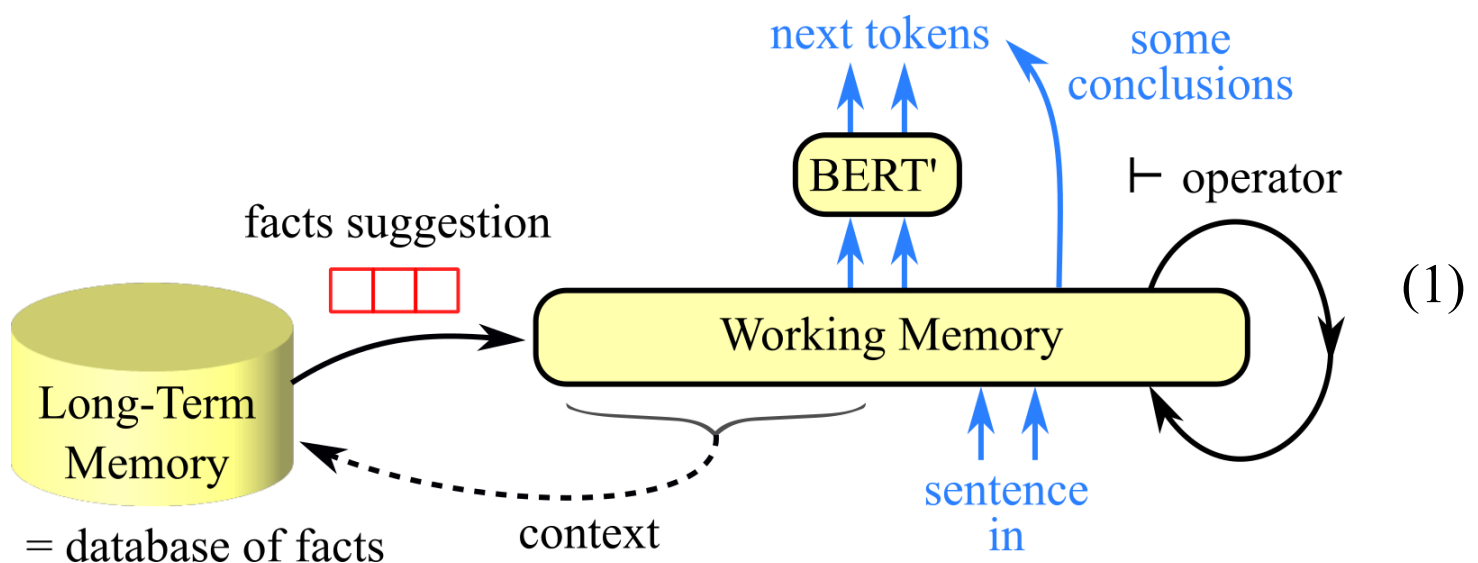 next tokens
some
conclusions
BERT'
⊢ operator
facts suggestion
(1)
Working Memory
Long-Term
Memory
sentence
in
context
= database of facts